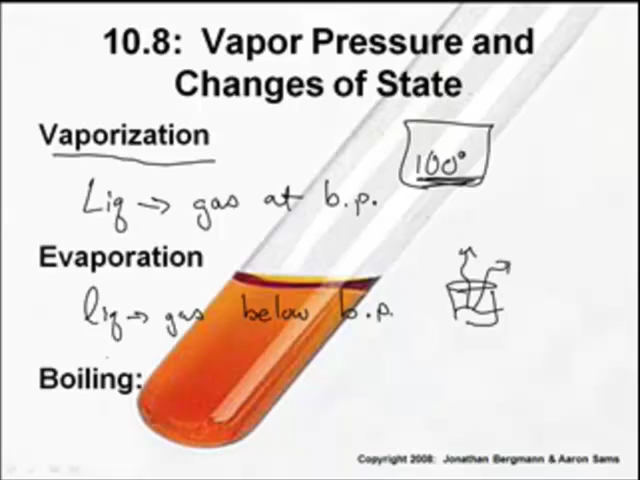 10.8: Vapor Pressure and
Changes of State
Vaporization
100°
Liq → gas at b.p.
Evaporation
liq → gas below b.p.
Boiling:
Copyright 2008: Jonathan Bergmann & Aaron Sams